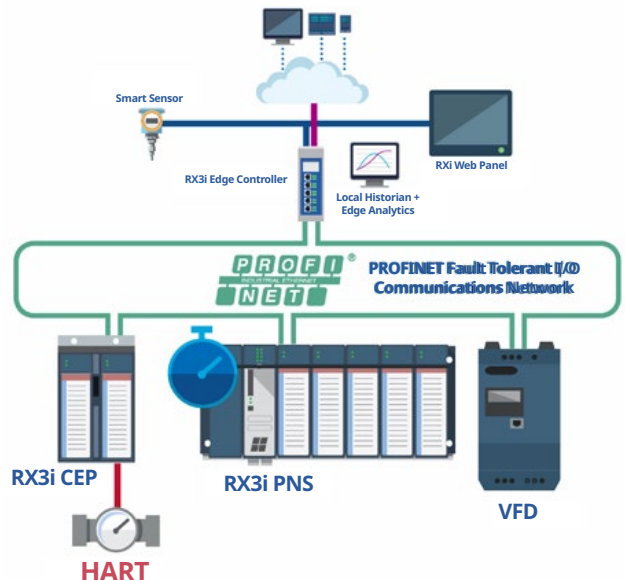 Smart Sensor
RX3i Edge Controller
Local Historian +
Edge Analytics
RXi Web Panel
PROFI®
INDUSTRIAL ETHERNET
NET
PROFINET Fault Tolerant I/O
Communications Network
RX3i CEP
RX3i PNS
VFD
HART